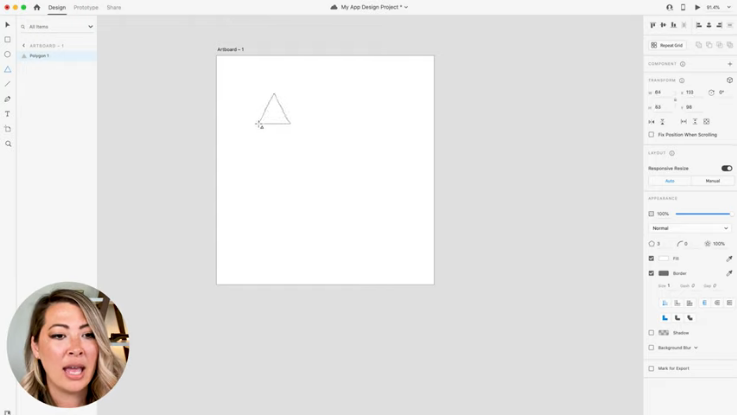 Design Prototype Share
My App Design Project *
91.4%
All Items
ARTBOARD – 1
Polygon 1
Artboard – 1
Repeat Grid
COMPONENT
TRANSFORM
W 64 X 113 0°
H 63 Y 98
Fix Position When Scrolling
LAYOUT
Responsive Resize
Auto Manual
APPEARANCE
100%
Normal
3 0 100%
Fill
Border
Size 1 Dash 0 Gap 0
Shadow
Background Blur
Mark for Export